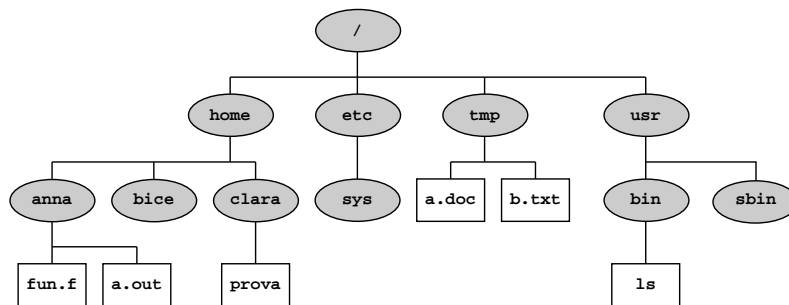 /
home etc tmp usr
anna bice clara sys a.doc b.txt bin sbin
fun.f a.out prova ls